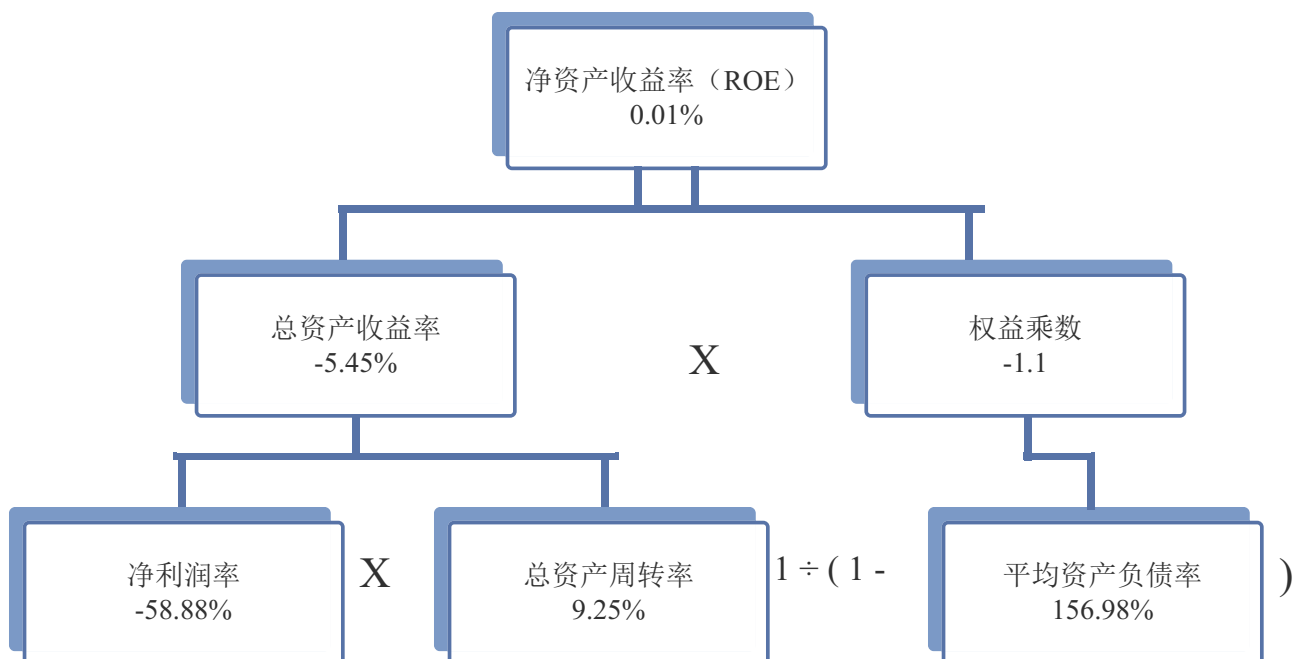 净资产收益率（ROE）
0.01%
总资产收益率
-5.45%
X
权益乘数
-1.1
净利润率
-58.88%
X
总资产周转率
9.25%
1 ÷ ( 1 -
平均资产负债率
156.98%
)